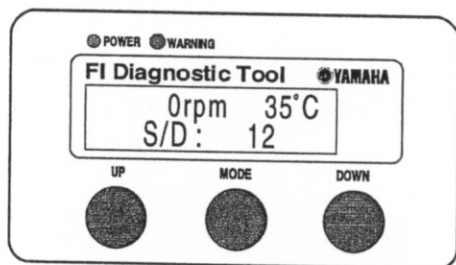 POWER WARNING
FI Diagnostic Tool YAMAHA
0rpm 35°C
S/D: 12
UP MODE DOWN